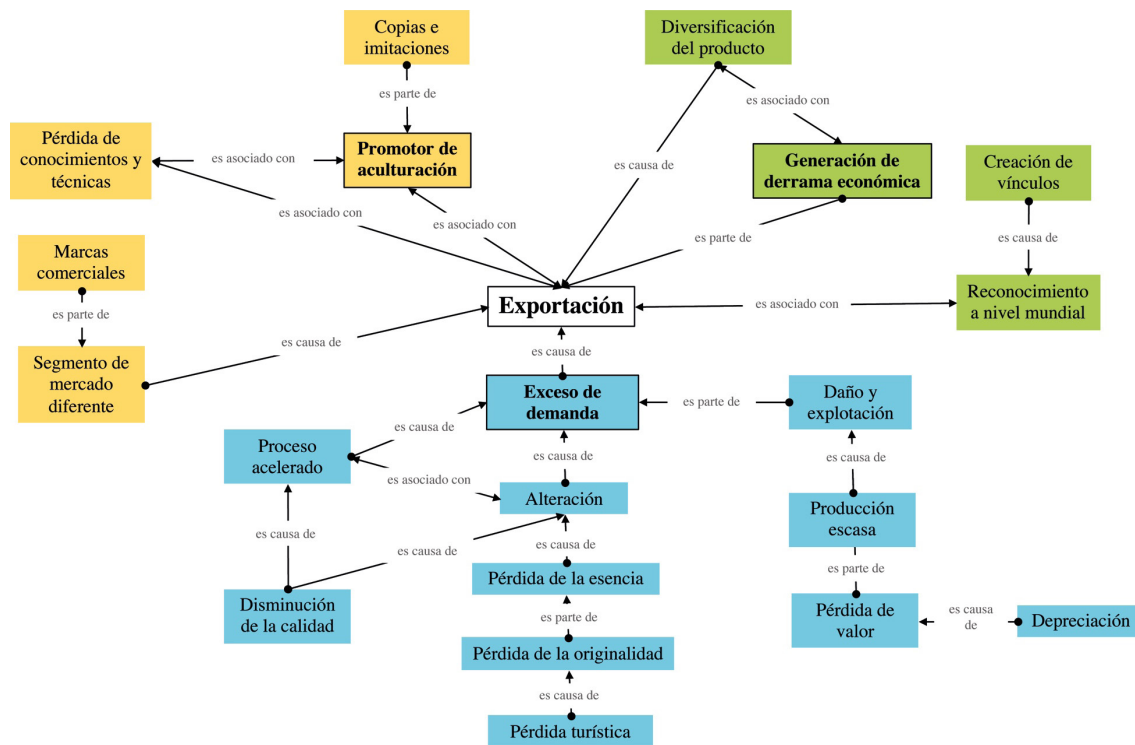 Copias e
imitaciones
Diversificación
del producto
es parte de
es asociado con
Pérdida de
conocimientos y
técnicas
es asociado con
Promotor de
aculturación
es causa de
Generación de
derrama económica
Creación de
vínculos
es asociado con
es asociado con
es parte de
es causa de
Marcas
comerciales
es parte de
Exportación
es asociado con
Reconocimiento
a nivel mundial
es causa de
es causa de
Segmento de
mercado
diferente
Exceso de
demanda
es parte de
Daño y
explotación
es causa de
Proceso
acelerado
es causa de
es causa de
es asociado con
Alteración
Producción
escasa
es causa de
es causa de
es causa de
es parte de
Pérdida de la esencia
Disminución
de la calidad
es parte de
Pérdida de
valor
es causa
de
Depreciación
Pérdida de la originalidad
es causa de
Pérdida turística